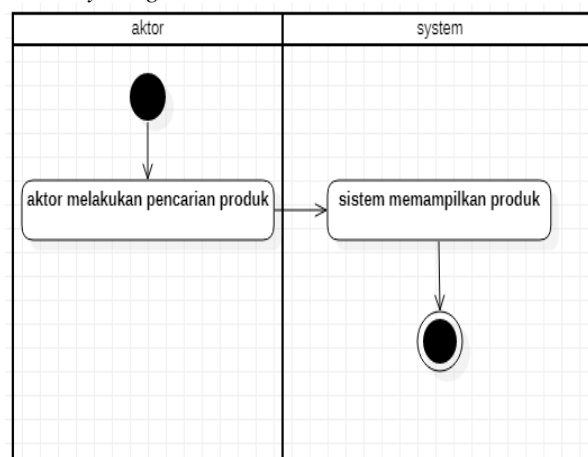 aktor
system
aktor melakukan pencarian produk
sistem memampilkan produk